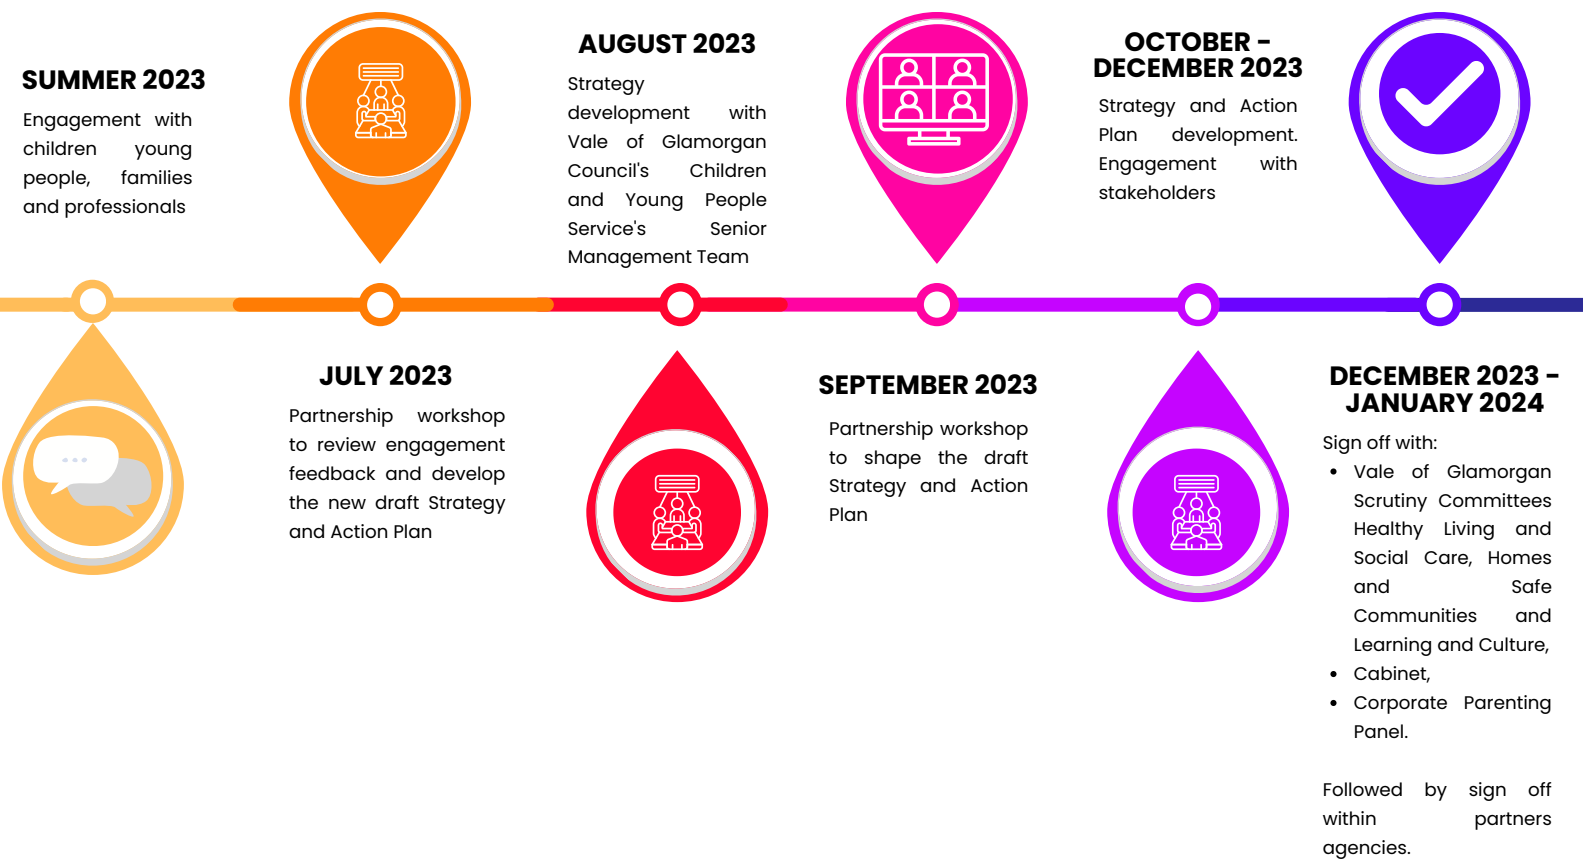 SUMMER 2023
Engagement with
children young
people, families
and professionals
JULY 2023
Partnership workshop
to review engagement
feedback and develop
the new draft Strategy
and Action Plan
AUGUST 2023
Strategy
development with
Vale of Glamorgan
Council's Children
and Young People
Service's Senior
Management Team
SEPTEMBER 2023
Partnership workshop
to shape the draft
Strategy and Action
Plan
OCTOBER –
DECEMBER 2023
Strategy and Action
Plan development.
Engagement with
stakeholders
DECEMBER 2023 –
JANUARY 2024
Sign off with:
• Vale of Glamorgan
Scrutiny Committees
Healthy Living and
Social Care, Homes
and Safe
Communities and
Learning and Culture,
• Cabinet,
• Corporate Parenting
Panel.
Followed by sign off
within partners
agencies.